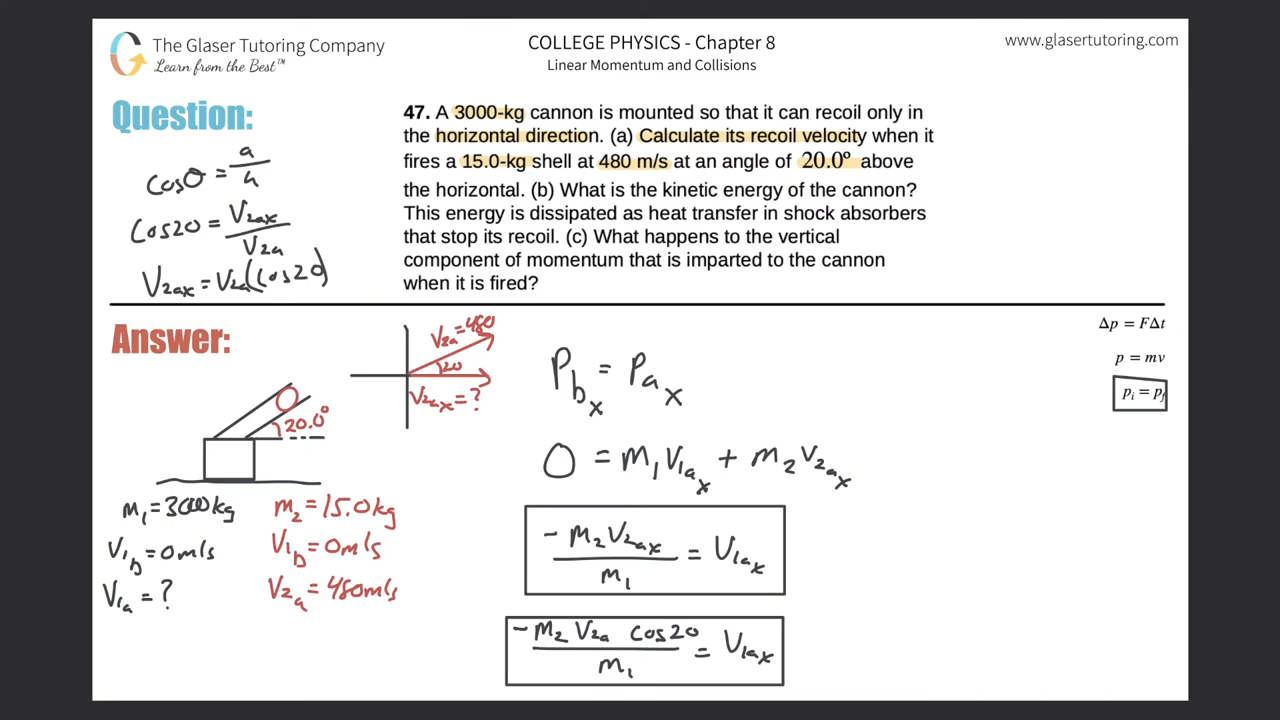 The Glaser Tutoring Company
Learn from the Best™
COLLEGE PHYSICS - Chapter 8
Linear Momentum and Collisions
www.glasertutoring.com
Question:
cosθ = a/h
Cos20 = V₂ₐₓ/V₂ₐ
V₂ₐₓ = V₂ₐ(cos20)
47. A 3000-kg cannon is mounted so that it can recoil only in
the horizontal direction. (a) Calculate its recoil velocity when it
fires a 15.0-kg shell at 480 m/s at an angle of 20.0º above
the horizontal. (b) What is the kinetic energy of the cannon?
This energy is dissipated as heat transfer in shock absorbers
that stop its recoil. (c) What happens to the vertical
component of momentum that is imparted to the cannon
when it is fired?
Answer:
20.0°
m₁ = 3000kg
V1b = 0m/s
V₁ₐ = ?
m₂ = 15.0kg
V1b = 0m/s
V₂ₐ = 480m/s
V₂ₐ = 480
20
V₂ₐₓ = ?
Pbₓ = Paₓ
0 = m₁V₁ₐₓ + m₂V₂ₐₓ
-m₂V₂ₐₓ/m₁ = V₁ₐₓ
-m₂V₂ₐ cos20/m₁ = V₁ₐₓ
Δp = FΔt
p = mv
pᵢ = p_f